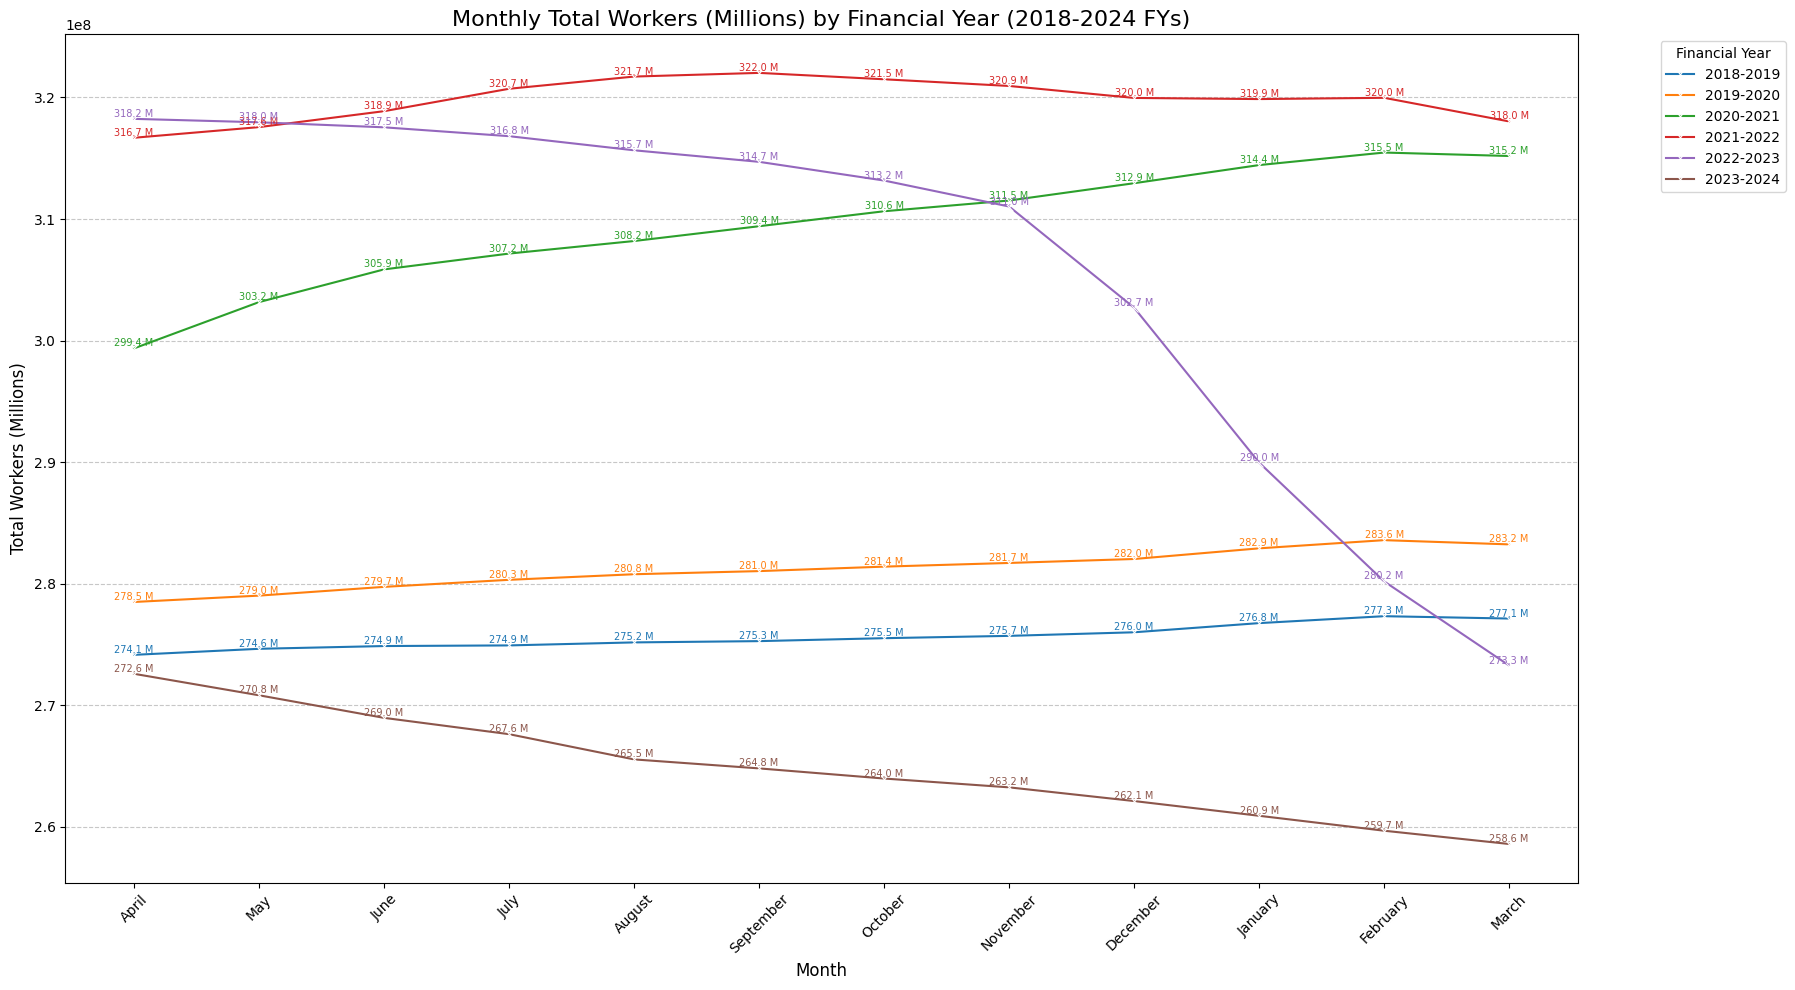 Monthly Total Workers (Millions) by Financial Year (2018-2024 FYs)
1e8
Total Workers (Millions)
3.2
3.1
3.0
2.9
2.8
2.7
2.6
318.2 M 318.0 M 317.5 M 316.8 M 315.7 M 314.7 M 313.2 M 302.7 M 290.0 M 280.2 M 273.3 M
316.7 M 317.6 M 318.9 M 320.7 M 321.7 M 322.0 M 321.5 M 320.9 M 320.0 M 319.9 M 320.0 M 318.0 M
299.4 M 303.2 M 305.9 M 307.2 M 308.2 M 309.4 M 310.6 M 311.5 M 312.9 M 314.4 M 315.5 M 315.2 M
278.5 M 279.0 M 279.7 M 280.3 M 280.8 M 281.0 M 281.4 M 281.7 M 282.0 M 282.9 M 283.6 M 283.2 M
274.1 M 274.6 M 274.9 M 274.9 M 275.2 M 275.3 M 275.5 M 275.7 M 276.0 M 276.8 M 277.3 M 277.1 M
272.6 M 270.8 M 269.0 M 267.6 M 265.5 M 264.8 M 264.0 M 263.2 M 262.1 M 260.9 M 259.7 M 258.6 M
April May June July August September October November December January February March
Month
Financial Year
2018-2019
2019-2020
2020-2021
2021-2022
2022-2023
2023-2024